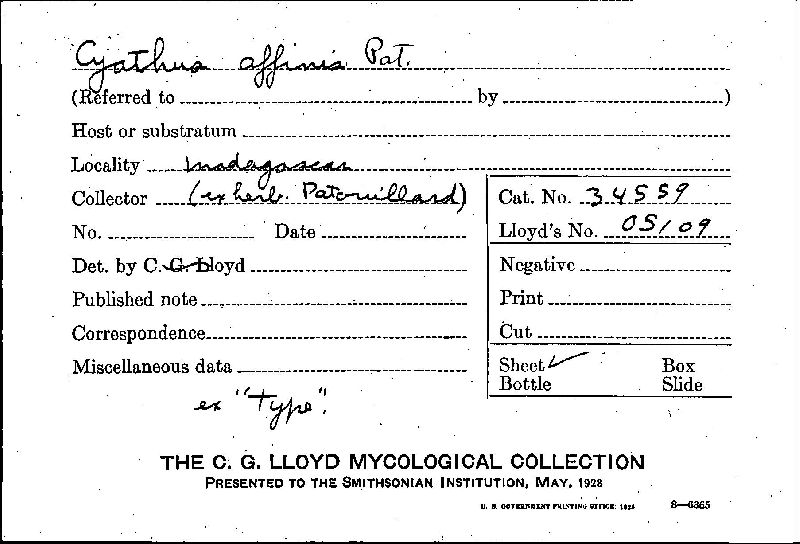 Cyathus affinis Pat.
(Referred to by )
Host or substratum
Locality Madagascar
Collector (ex herb. Patouillard)
Cat. No. 34559
No. Date
Lloyd's No. 05109
Det. by C. G. Lloyd
Negative
Published note
Print
Correspondence
Cut
Miscellaneous data
Sheet ✓ Box
Bottle Slide
ex "Type".
THE C. G. LLOYD MYCOLOGICAL COLLECTION
PRESENTED TO THE SMITHSONIAN INSTITUTION, MAY, 1928
U. S. GOVERNMENT PRINTING OFFICE: 1928 8—6365